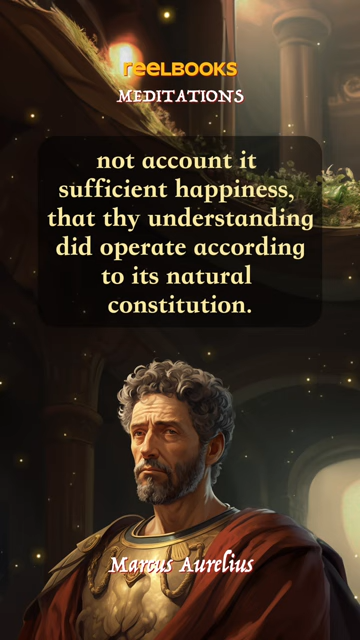 reelbooks
MEDITATIONS
not account it
sufficient happiness,
that thy understanding
did operate according
to its natural
constitution.
Marcus Aurelius